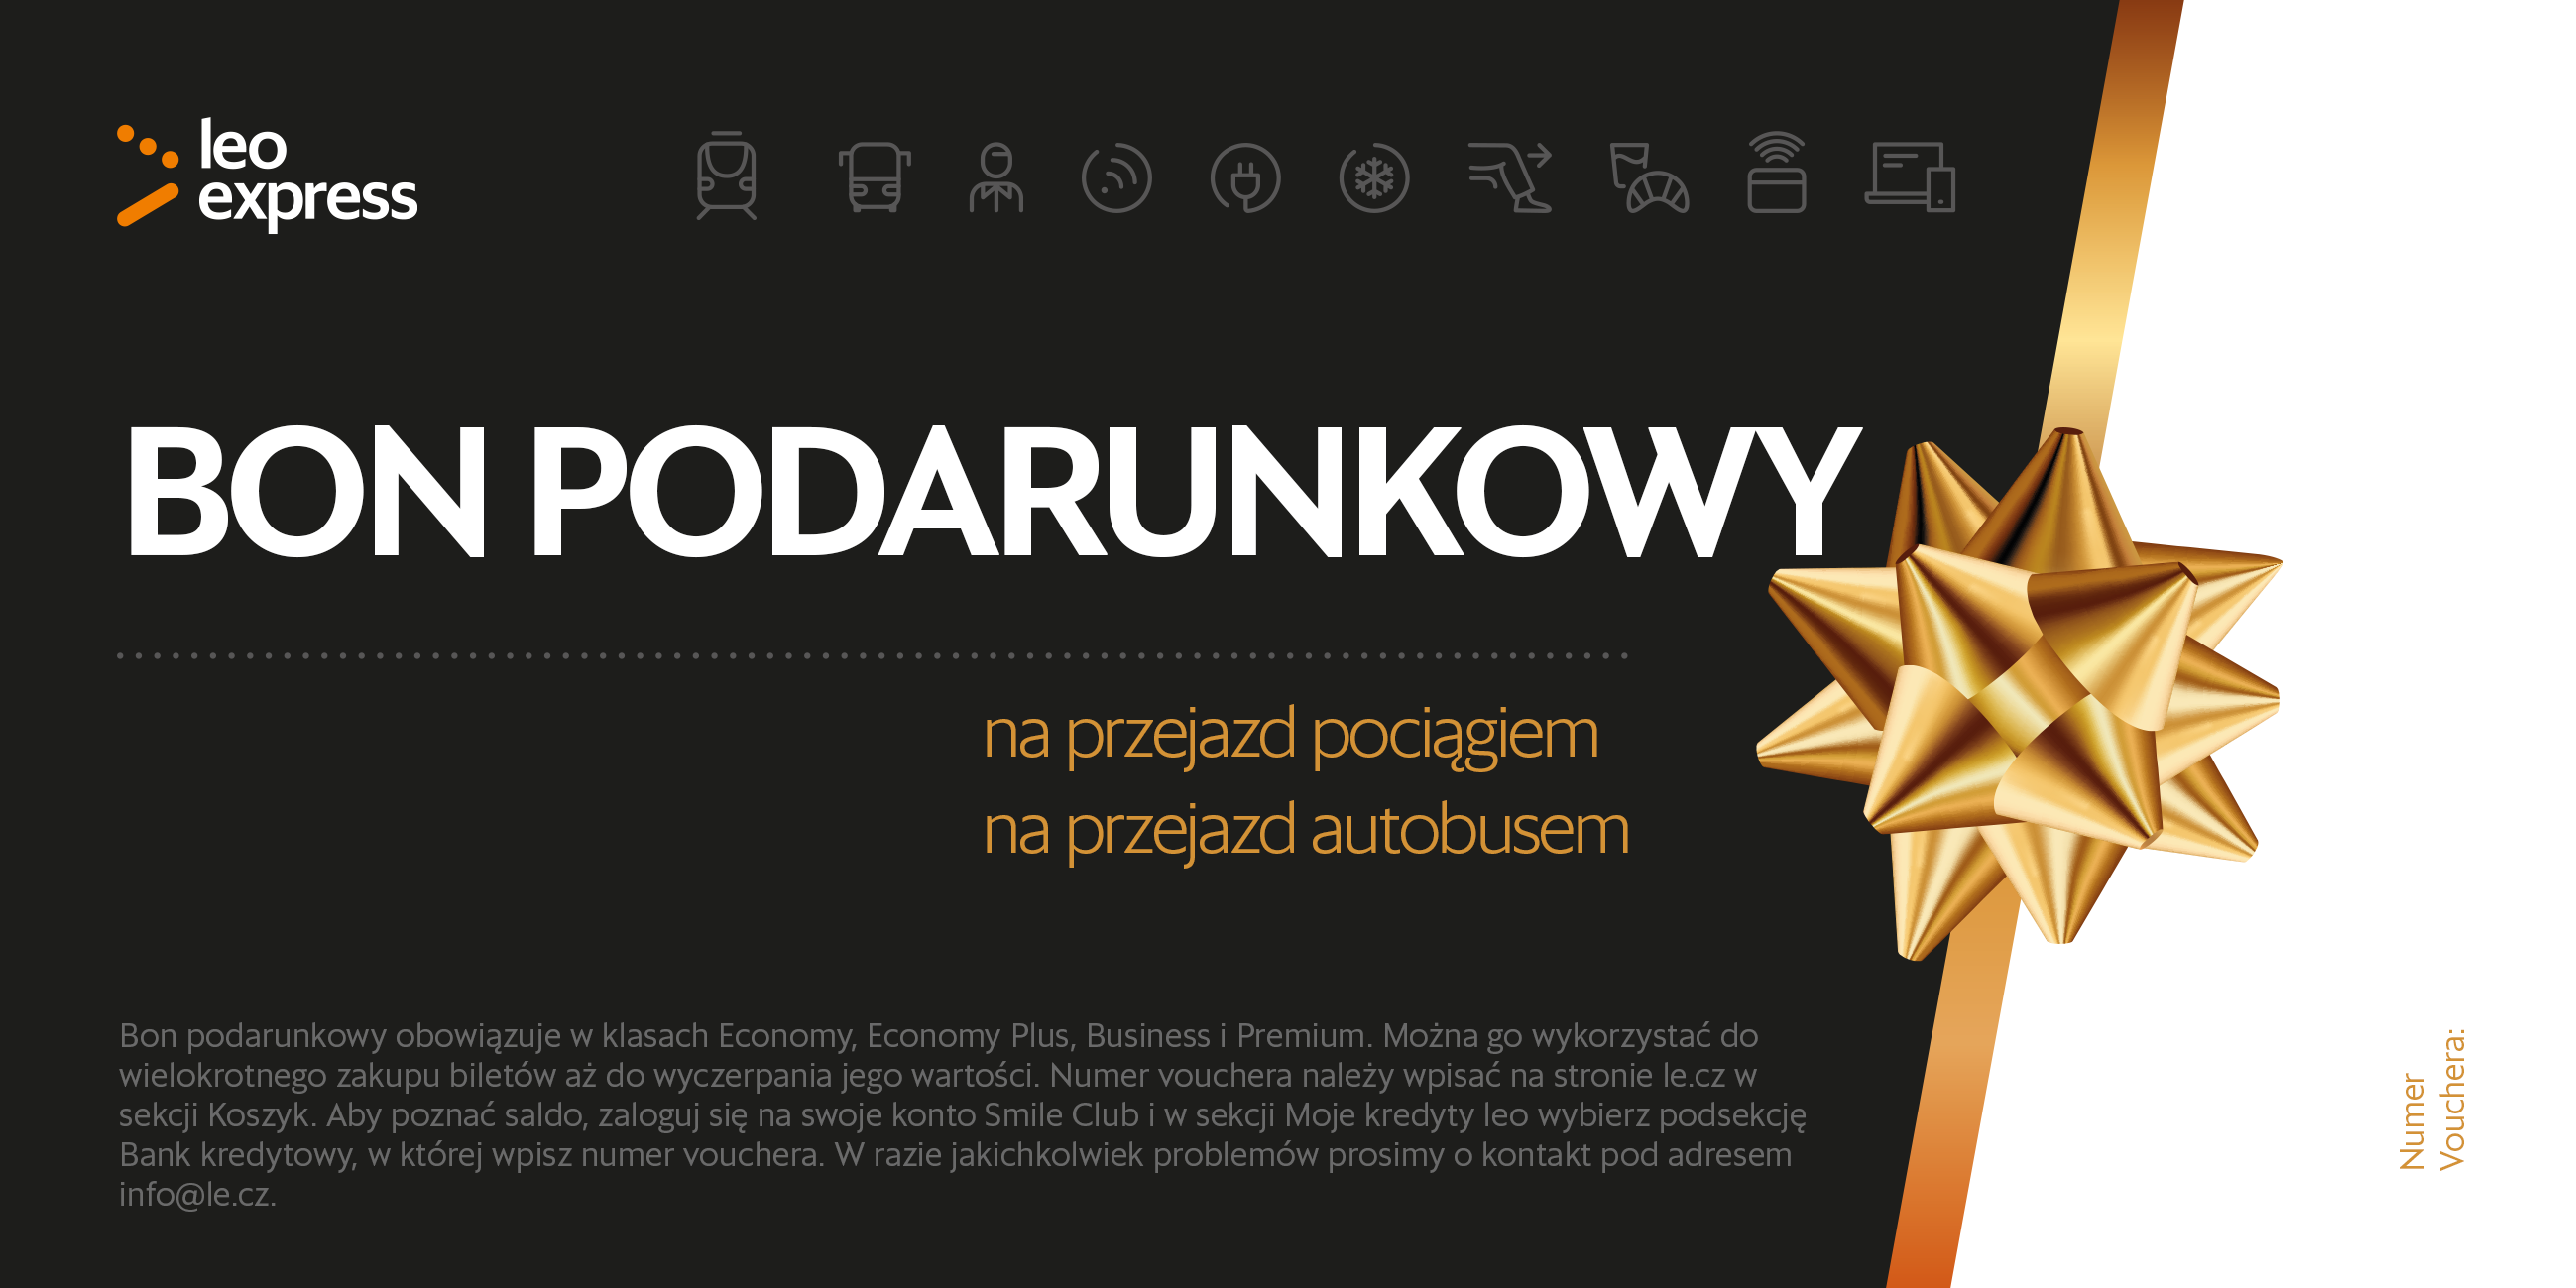 leo
express
BON PODARUNKOWY
na przejazd pociągiem
na przejazd autobusem
Bon podarunkowy obowiązuje w klasach Economy, Economy Plus, Business i Premium. Można go wykorzystać do
wielokrotnego zakupu biletów aż do wyczerpania jego wartości. Numer vouchera należy wpisać na stronie le.cz w
sekcji Koszyk. Aby poznać saldo, zaloguj się na swoje konto Smile Club i w sekcji Moje kredyty leo wybierz podsekcję
Bank kredytowy, w której wpisz numer vouchera. W razie jakichkolwiek problemów prosimy o kontakt pod adresem
info@le.cz.
Numer
Vouchera: